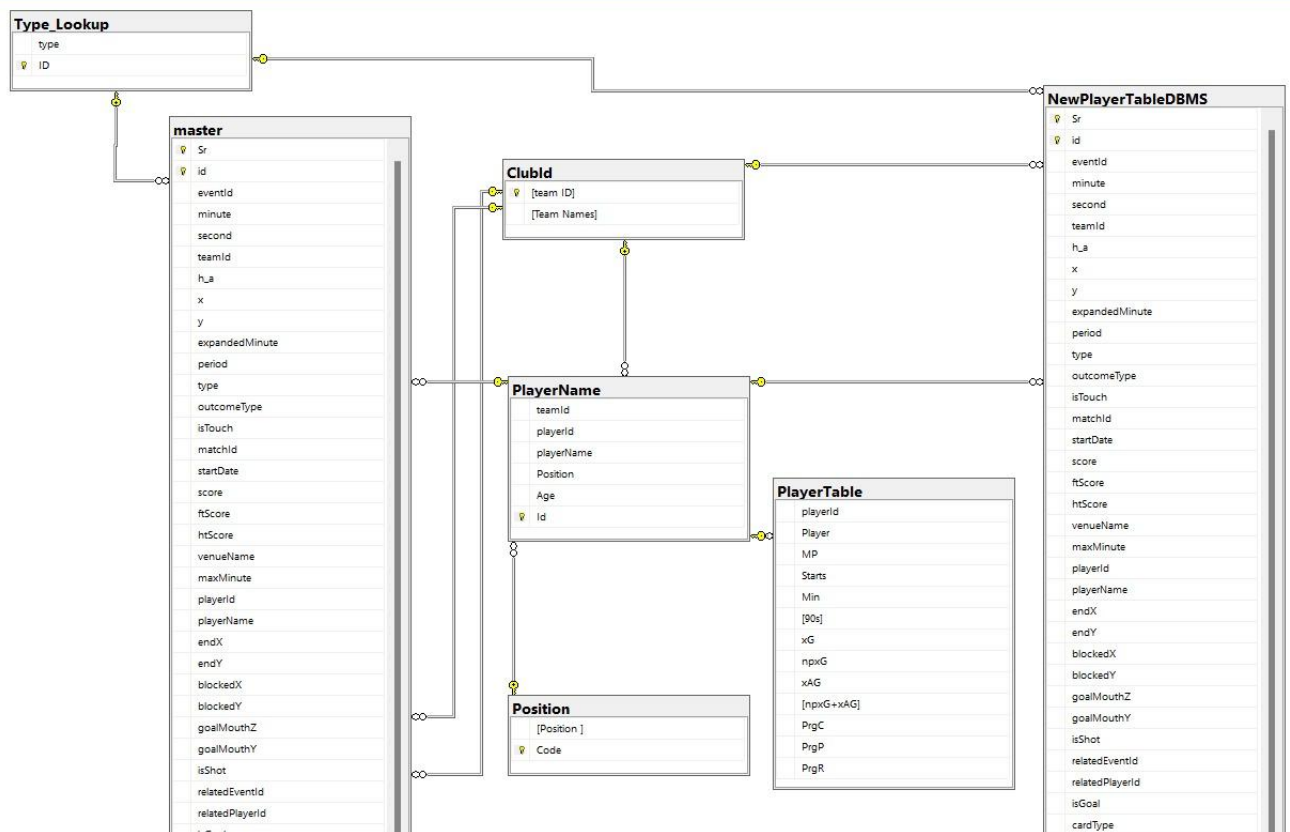 Type_Lookup
type
ID
master
Sr
id
eventId
minute
second
teamId
h_a
x
y
expandedMinute
period
type
outcomeType
isTouch
matchId
startDate
score
ftScore
htScore
venueName
maxMinute
playerId
playerName
endX
endY
blockedX
blockedY
goalMouthZ
goalMouthY
isShot
relatedEventId
relatedPlayerId
ClubId
[team ID]
[Team Names]
PlayerName
teamId
playerId
playerName
Position
Age
Id
Position
[Position ]
Code
PlayerTable
playerId
Player
MP
Starts
Min
[90s]
xG
npxG
xAG
[npxG+xAG]
PrgC
PrgP
PrgR
NewPlayerTableDBMS
Sr
id
eventId
minute
second
teamId
h_a
x
y
expandedMinute
period
type
outcomeType
isTouch
matchId
startDate
score
ftScore
htScore
venueName
maxMinute
playerId
playerName
endX
endY
blockedX
blockedY
goalMouthZ
goalMouthY
isShot
relatedEventId
relatedPlayerId
isGoal
cardType